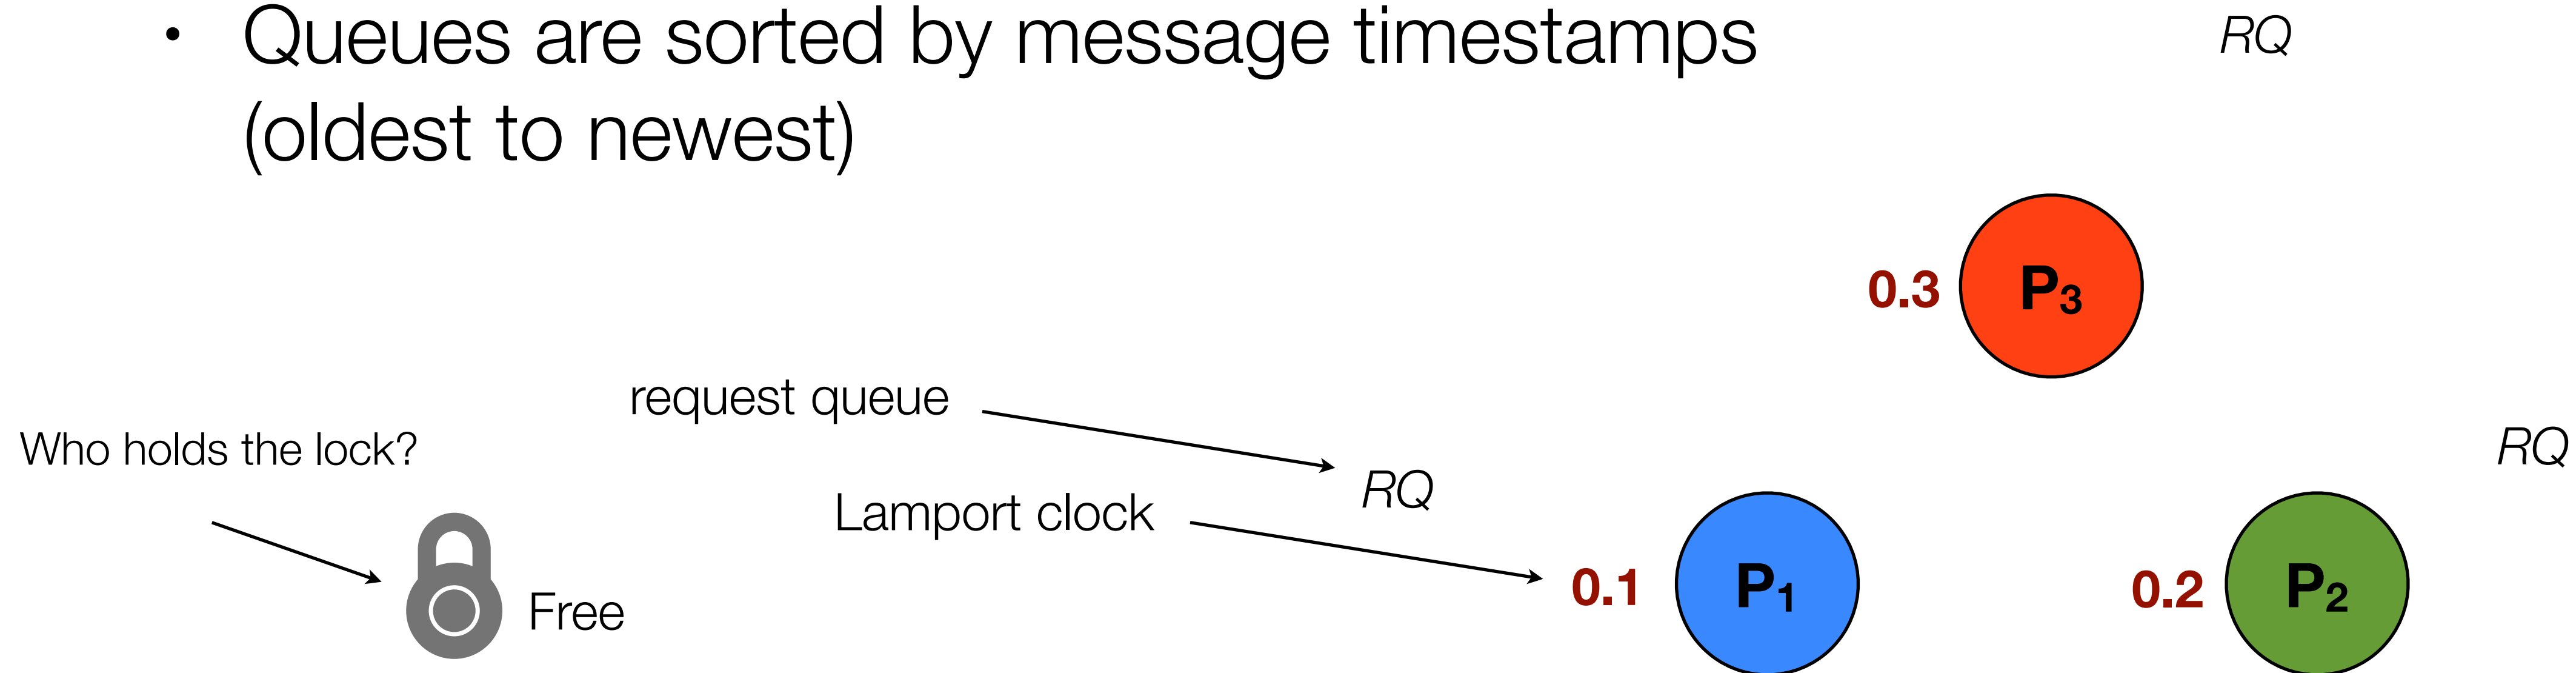 • Queues are sorted by message timestamps
(oldest to newest)
RQ
0.3
P₃
request queue
Who holds the lock?
RQ
RQ
Lamport clock
0.1
P₁
0.2
P₂
Free